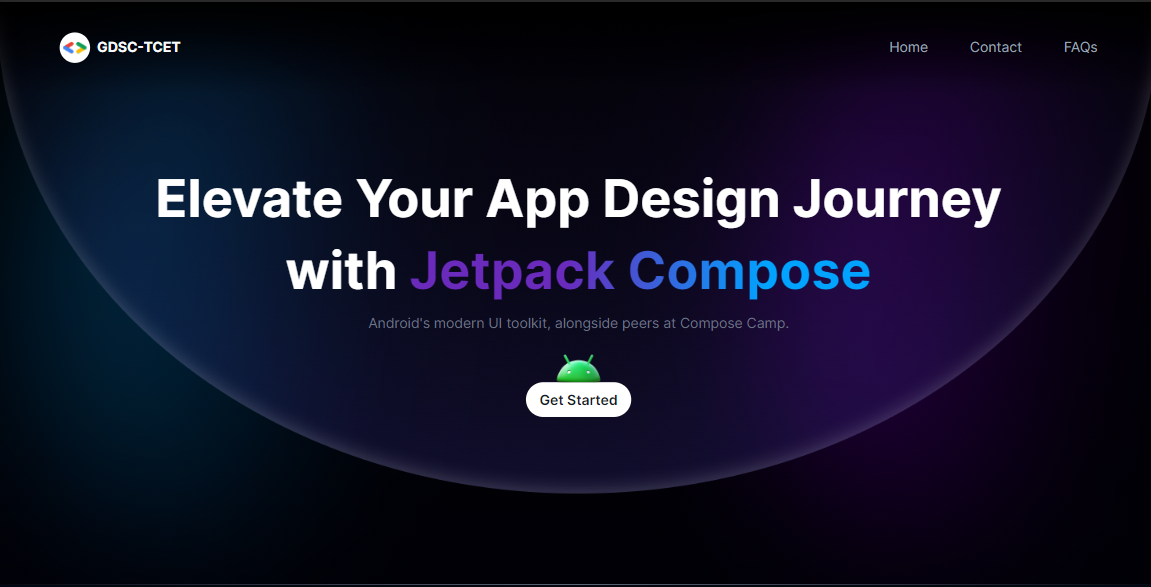 GDSC-TCET
Home Contact FAQs
Elevate Your App Design Journey
with Jetpack Compose
Android's modern UI toolkit, alongside peers at Compose Camp.
Get Started